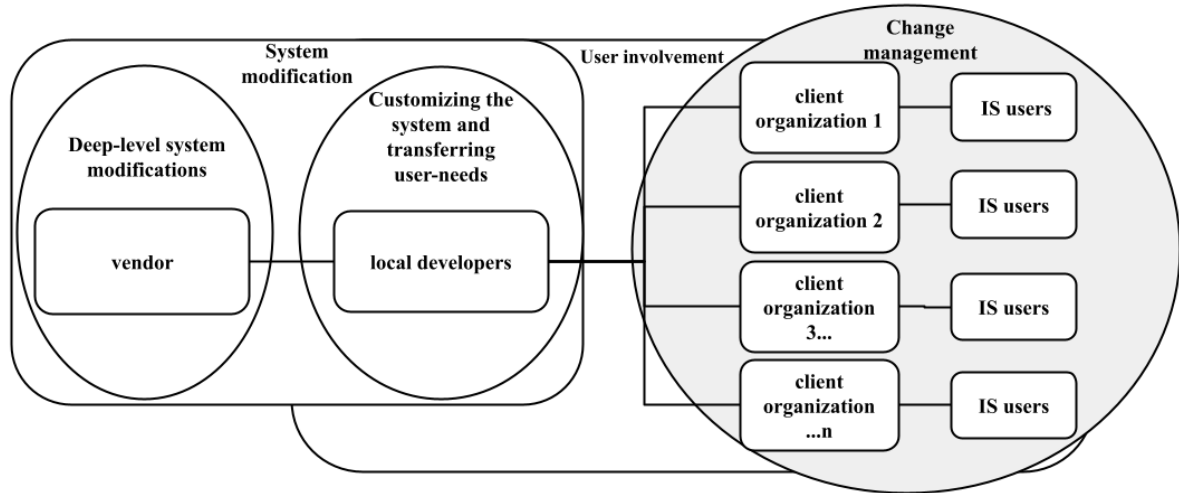 System
modification
User involvement
Change
management
Deep-level system
modifications
vendor
Customizing the
system and
transferring
user-needs
local developers
client
organization 1
IS users
client
organization 2
IS users
client
organization
3...
IS users
client
organization
...n
IS users